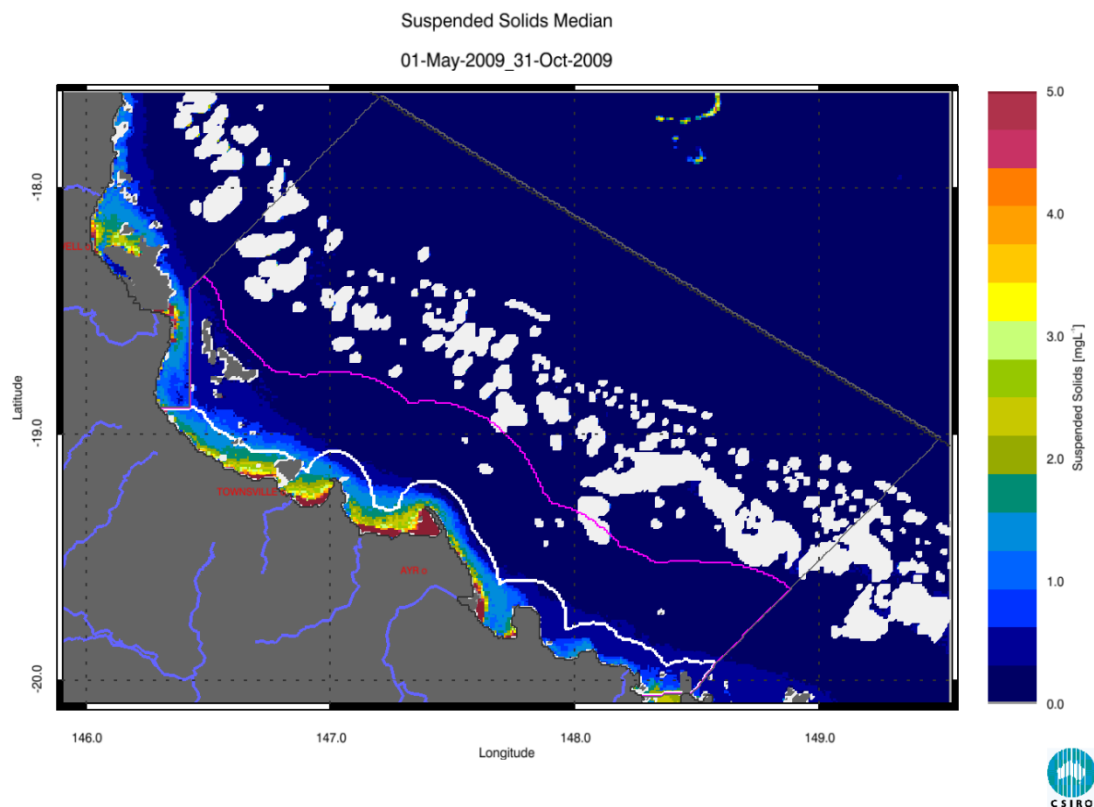 Suspended Solids Median
01-May-2009_31-Oct-2009
5.0
-18.0
4.0
ELL
3.0
Latitude
Suspended Solids [mgL⁻¹]
-19.0
2.0
TOWNSVILLE
AYR
1.0
-20.0
0.0
146.0 147.0 148.0 149.0
Longitude
CSIRO